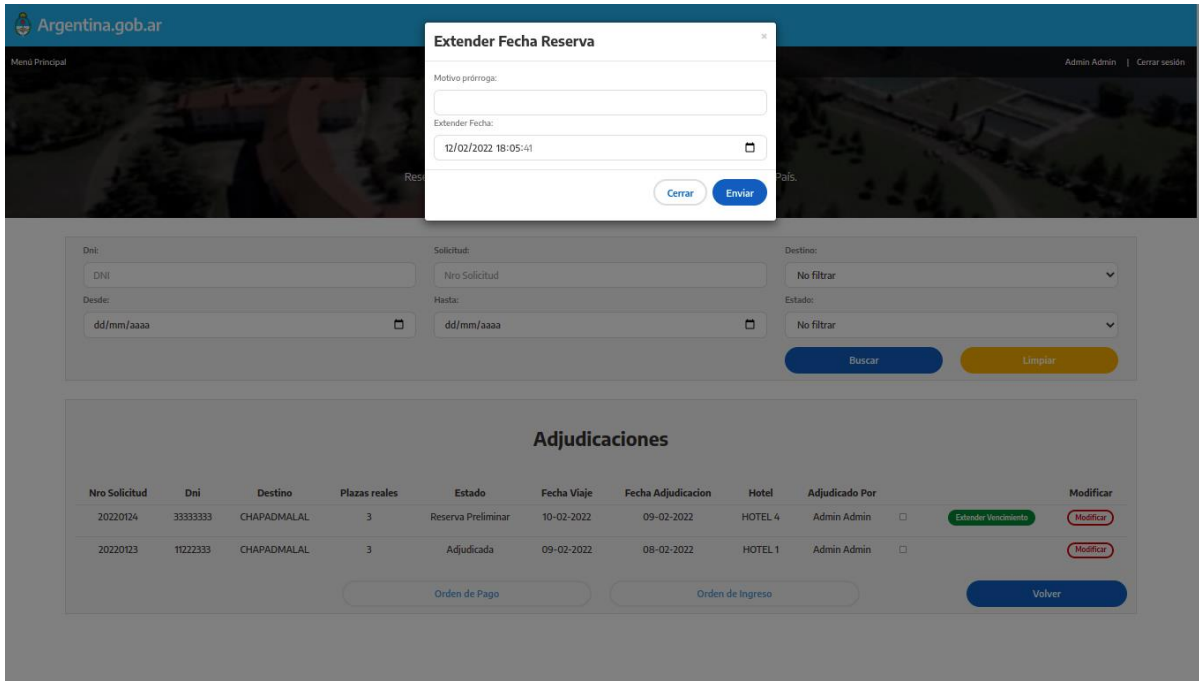 Argentina.gob.ar
Extender Fecha Reserva
×
Menú Principal
Admin Admin | Cerrar sesión
Motivo prórroga:
Extender Fecha:
12/02/2022 18:05:41
Rese
País.
Cerrar Enviar
Dni: Solicitud: Destino:
DNI Nro Solicitud No filtrar
Desde: Hasta: Estado:
dd/mm/aaaa dd/mm/aaaa No filtrar
Buscar Limpiar
Adjudicaciones
Nro Solicitud Dni Destino Plazas reales Estado Fecha Viaje Fecha Adjudicacion Hotel Adjudicado Por Modificar
20220124 33333333 CHAPADMALAL 3 Reserva Preliminar 10-02-2022 09-02-2022 HOTEL 4 Admin Admin Extender Vencimiento Modificar
20220123 11222333 CHAPADMALAL 3 Adjudicada 09-02-2022 08-02-2022 HOTEL 1 Admin Admin Modificar
Orden de Pago Orden de Ingreso Volver